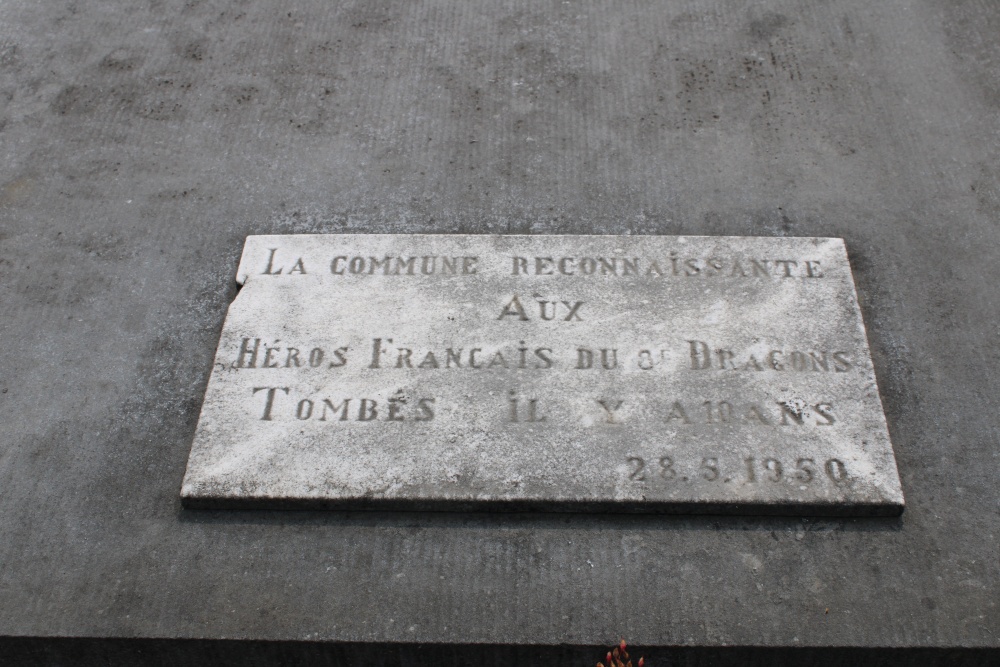 La commune reconnaissante
Aux
Héros Français du 8e Dragons
Tombés il y a 10 ans
28.5.1950